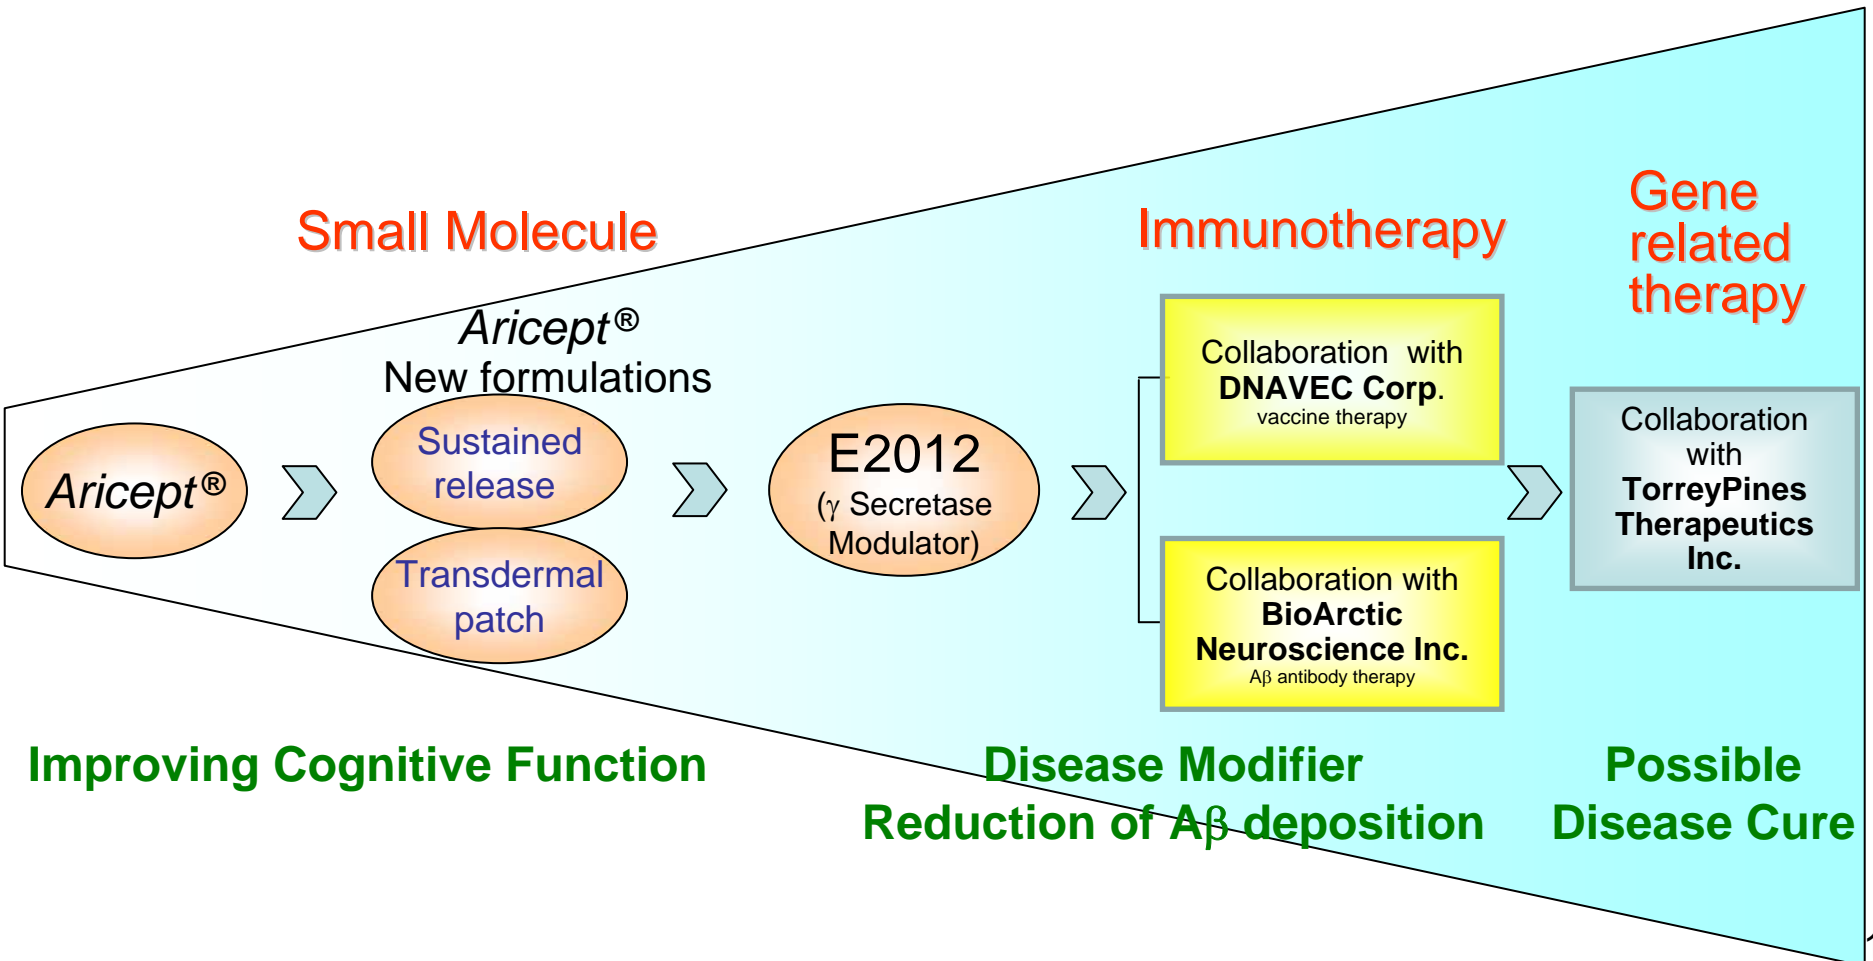 Small Molecule
Immunotherapy
Gene
related
therapy
Aricept®
Aricept®
New formulations
Sustained
release
Transdermal
patch
E2012
(γ Secretase
Modulator)
Collaboration with
DNAVEC Corp.
vaccine therapy
Collaboration with
BioArctic
Neuroscience Inc.
Aβ antibody therapy
Collaboration
with
TorreyPines
Therapeutics
Inc.
Improving Cognitive Function
Disease Modifier
Reduction of Aβ deposition
Possible
Disease Cure